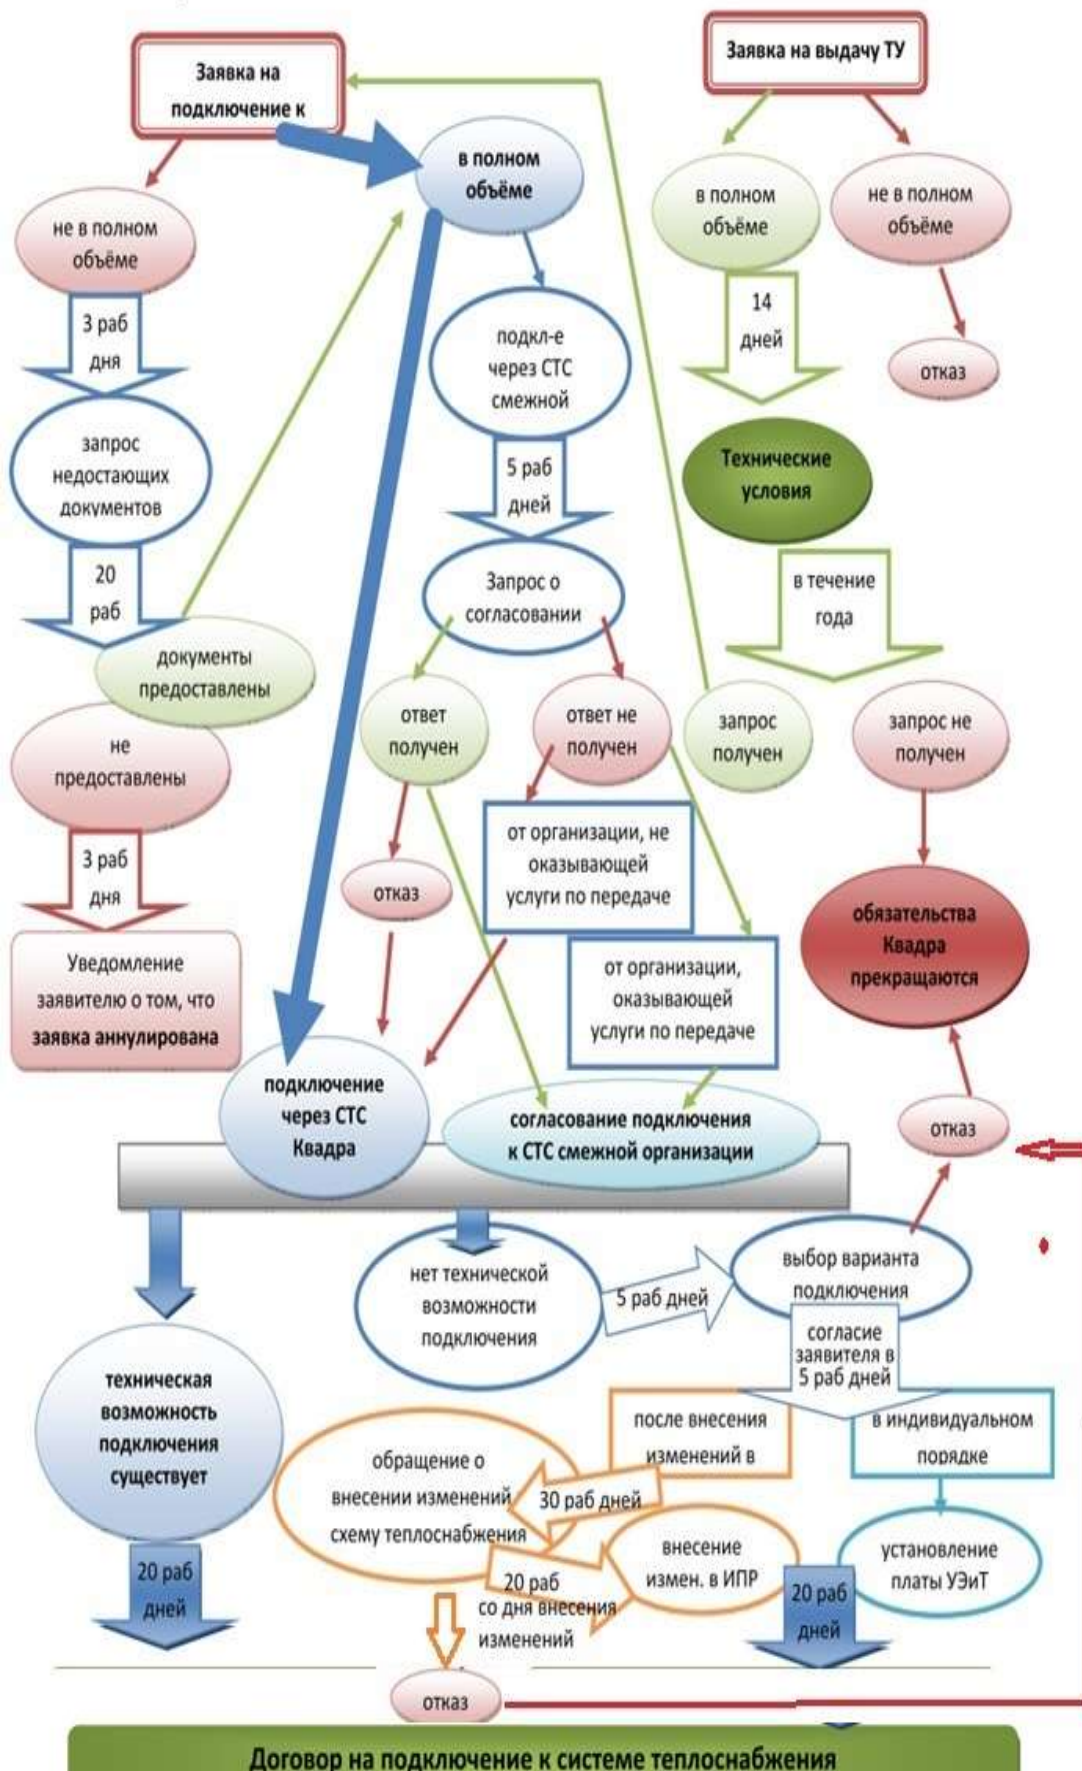 Заявка на
подключение к
Заявка на выдачу ТУ
в полном
объёме
не в полном
объёме
в полном
объёме
не в полном
объёме
3 раб
дня
14
дней
подкл-е
через СТС
смежной
отказ
запрос
недостающих
документов
5 раб
дней
Технические
условия
20
раб
Запрос о
согласовании
в течение
года
документы
предоставлены
не
предоставлены
ответ
получен
ответ не
получен
запрос
получен
запрос не
получен
3 раб
дня
отказ
от организации, не
оказывающей
услуги по передаче
обязательства
Квадра
прекращаются
Уведомление
заявителю о том, что
заявка аннулирована
от организации,
оказывающей
услуги по передаче
подключение
через СТС
Квадра
согласование подключения
к СТС смежной организации
отказ
нет технической
возможности
подключения
5 раб дней
выбор варианта
подключения
согласие
заявителя в
5 раб дней
техническая
возможность
подключения
существует
после внесения
изменений в
в индивидуальном
порядке
обращение о
внесении изменений
схему теплоснабжения
30 раб дней
внесение
измен. в ИПР
установление
платы УЭиТ
20 раб
дней
20 раб
со дня внесения
изменений
20 раб
дней
отказ
Договор на подключение к системе теплоснабжения